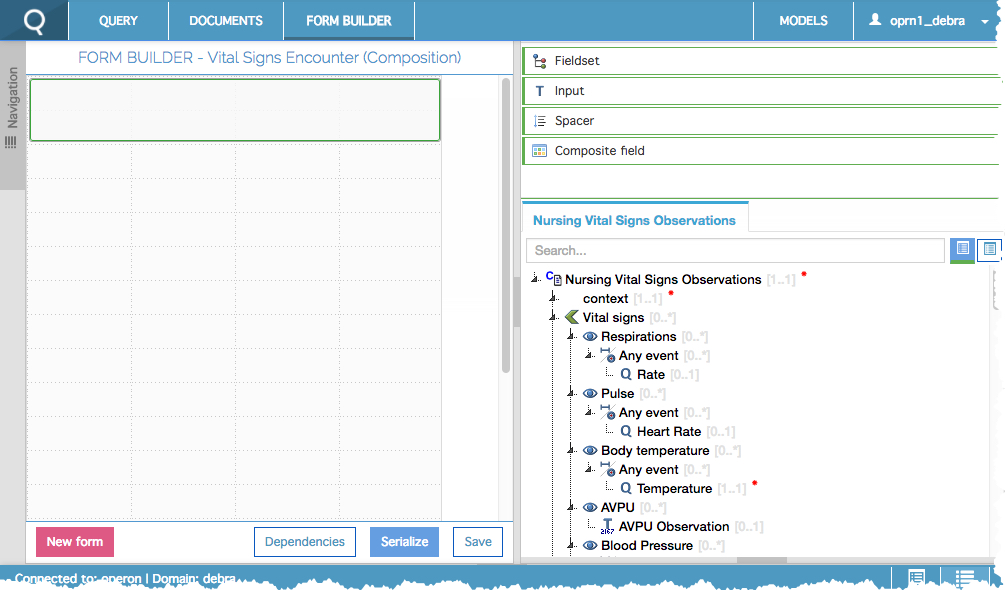 QUERY DOCUMENTS FORM BUILDER MODELS oprn1_debra
Navigation
FORM BUILDER - Vital Signs Encounter (Composition)
Fieldset
Input
Spacer
Composite field
Nursing Vital Signs Observations
Search...
Nursing Vital Signs Observations [1..1] *
context [1..1] *
Vital signs [0..*]
Respirations [0..*]
Any event [0..*]
Rate [0..1]
Pulse [0..*]
Any event [0..*]
Heart Rate [0..1]
Body temperature [0..*]
Any event [0..*]
Temperature [1..1] *
AVPU [0..*]
AVPU Observation [0..1]
Blood Pressure [0..*]
New form Dependencies Serialize Save
Connected to: operon | Domain: debra